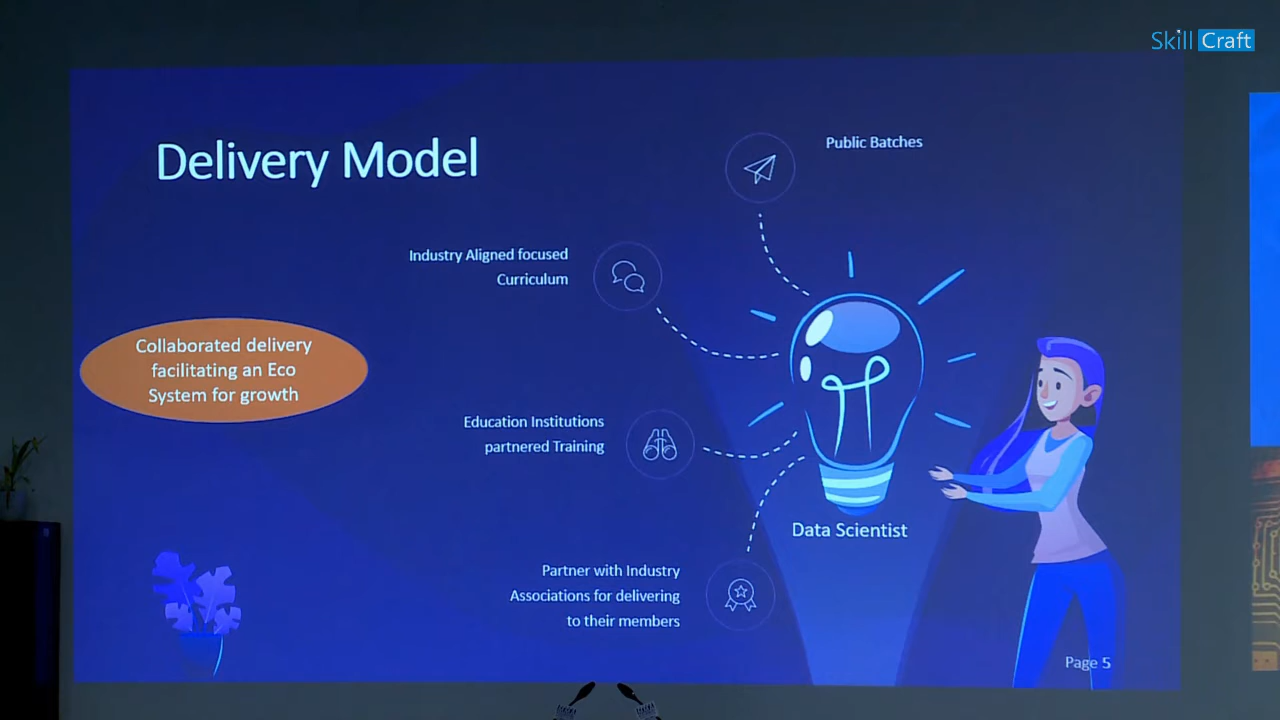 Skill Craft
Delivery Model
Public Batches
Industry Aligned focused
Curriculum
Collaborated delivery
facilitating an Eco
System for growth
Education Institutions
partnered Training
Data Scientist
Partner with Industry
Associations for delivering
to their members
Page 5